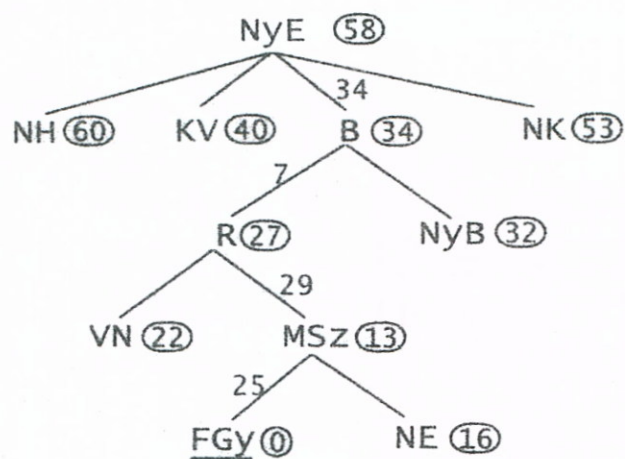 NyE 58
34
NH 60 KV 40 B 34 NK 53
7
R 27 NyB 32
29
VN 22 MSz 13
25
FGy 0 NE 16